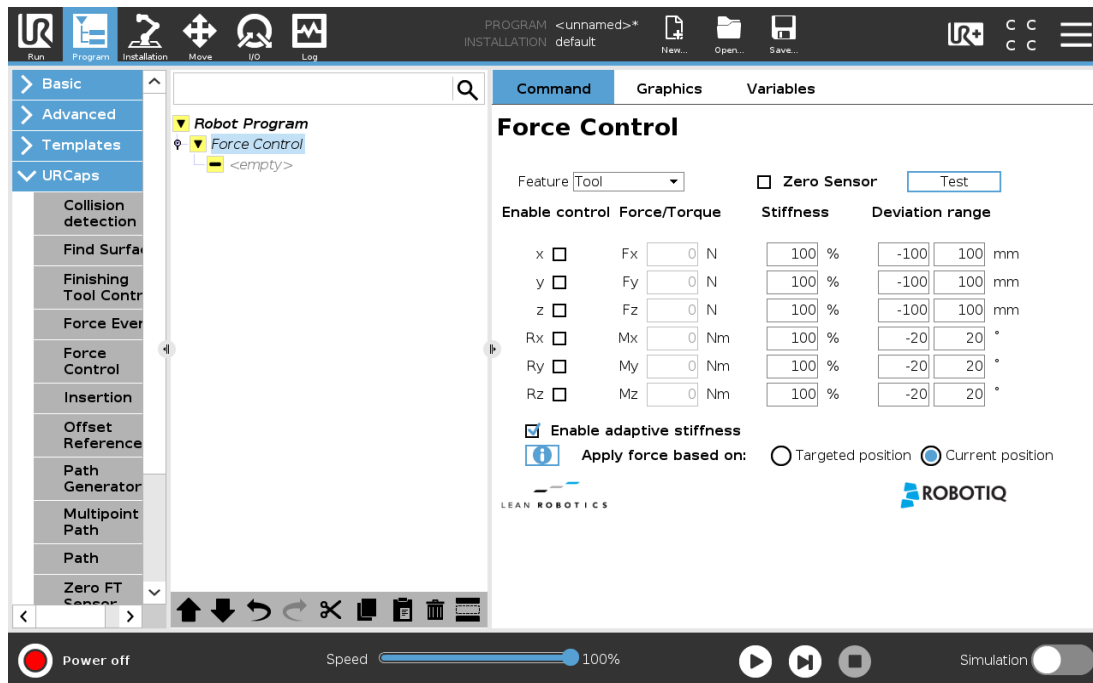 PROGRAM <unnamed>*
INSTALLATION default
Run Program Installation Move I/O Log New... Open... Save...
UR+
C C
C C
Basic
Advanced
Templates
URCaps
Collision
detection
Find Surfa
Finishing
Tool Contr
Force Ever
Force
Control
Insertion
Offset
Reference
Path
Generator
Multipoint
Path
Path
Zero FT
Sensor
Robot Program
Force Control
<empty>
Command Graphics Variables
Force Control
Feature Tool Zero Sensor Test
Enable control Force/Torque Stiffness Deviation range
x Fx 0 N 100 % -100 100 mm
y Fy 0 N 100 % -100 100 mm
z Fz 0 N 100 % -100 100 mm
Rx Mx 0 Nm 100 % -20 20 °
Ry My 0 Nm 100 % -20 20 °
Rz Mz 0 Nm 100 % -20 20 °
Enable adaptive stiffness
Apply force based on: Targeted position Current position
LEAN ROBOTICS ROBOTIQ
Power off Speed 100% Simulation